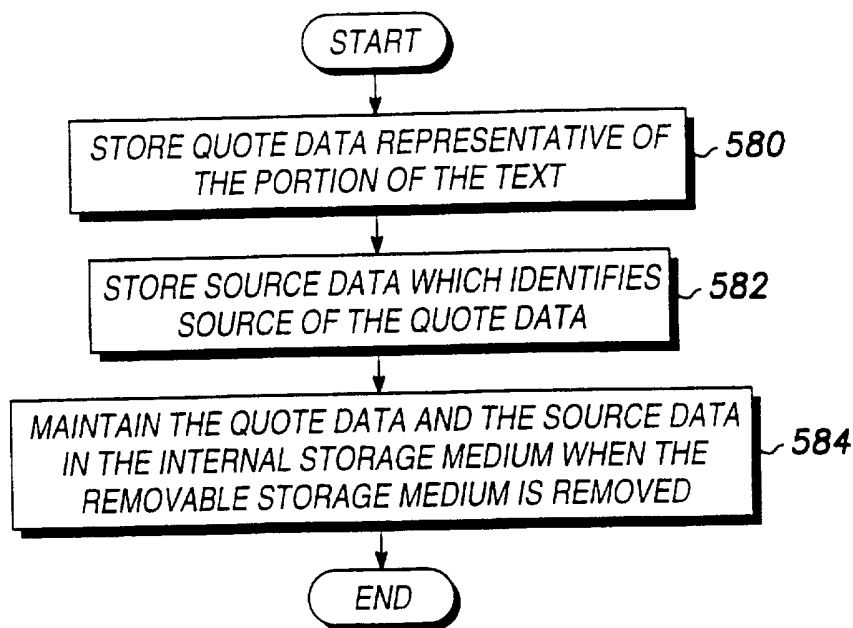 START
STORE QUOTE DATA REPRESENTATIVE OF
THE PORTION OF THE TEXT
580
STORE SOURCE DATA WHICH IDENTIFIES
SOURCE OF THE QUOTE DATA
582
MAINTAIN THE QUOTE DATA AND THE SOURCE DATA
IN THE INTERNAL STORAGE MEDIUM WHEN THE
REMOVABLE STORAGE MEDIUM IS REMOVED
584
END